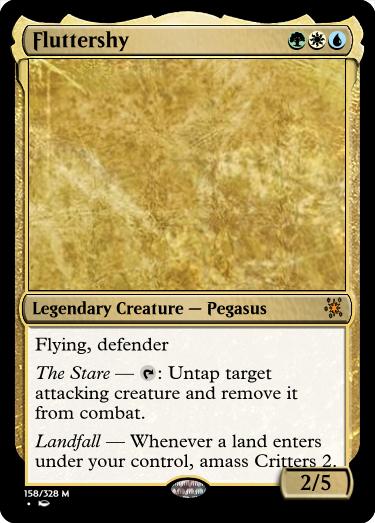 Fluttershy
Legendary Creature — Pegasus
Flying, defender
The Stare — : Untap target
attacking creature and remove it
from combat.
Landfall — Whenever a land enters
under your control, amass Critters 2.
2/5
158/328 M